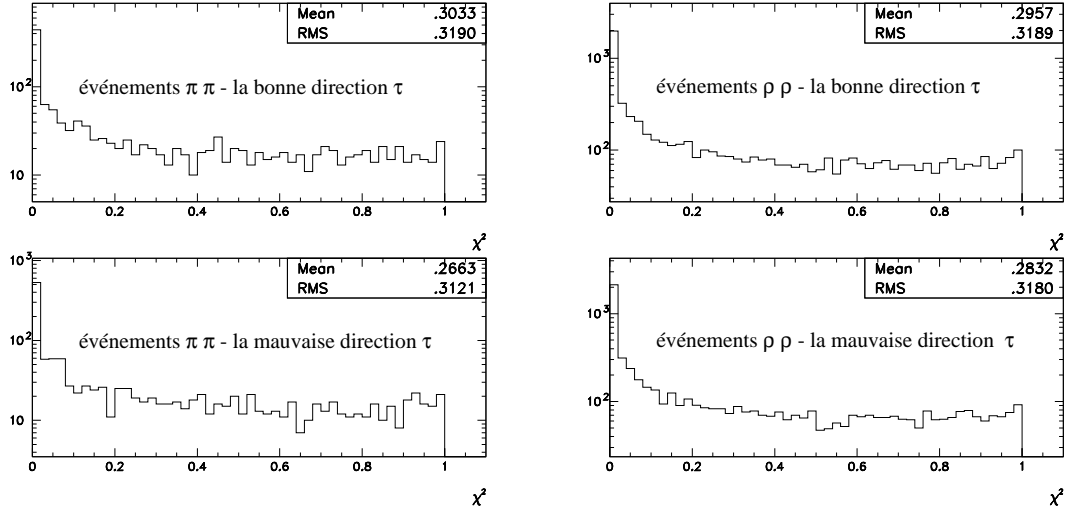 Mean .3033
RMS .3190
événements π π - la bonne direction τ
10²
10
0 0.2 0.4 0.6 0.8 1
χ²
Mean .2957
RMS .3189
événements ρ ρ - la bonne direction τ
10³
10²
0 0.2 0.4 0.6 0.8 1
χ²
Mean .2663
RMS .3121
événements π π - la mauvaise direction τ
10³
10²
10
0 0.2 0.4 0.6 0.8 1
χ²
Mean .2832
RMS .3180
événements ρ ρ - la mauvaise direction τ
10³
10²
0 0.2 0.4 0.6 0.8 1
χ²